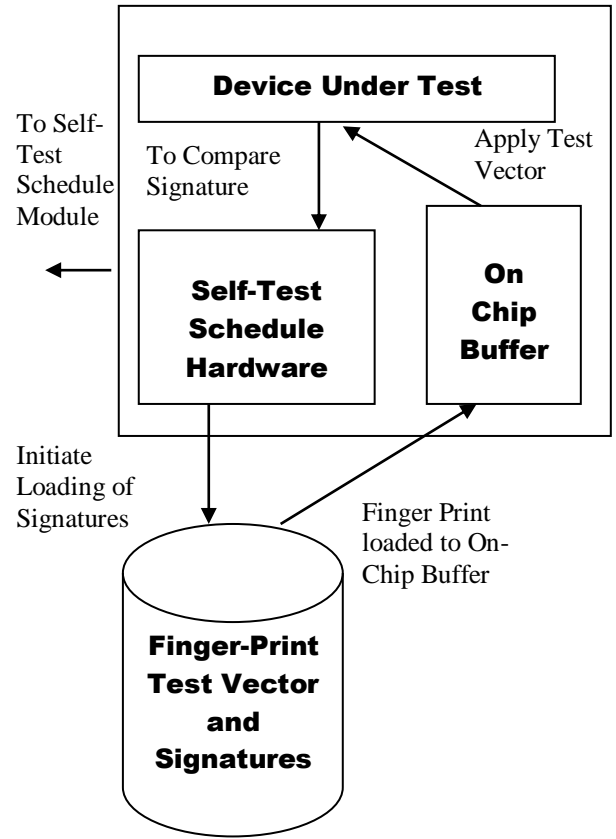 Device Under Test
To Self-
Test
Schedule
Module
To Compare
Signature
Apply Test
Vector
Self-Test
Schedule
Hardware
On
Chip
Buffer
Initiate
Loading of
Signatures
Finger Print
loaded to On-
Chip Buffer
Finger-Print
Test Vector
and
Signatures